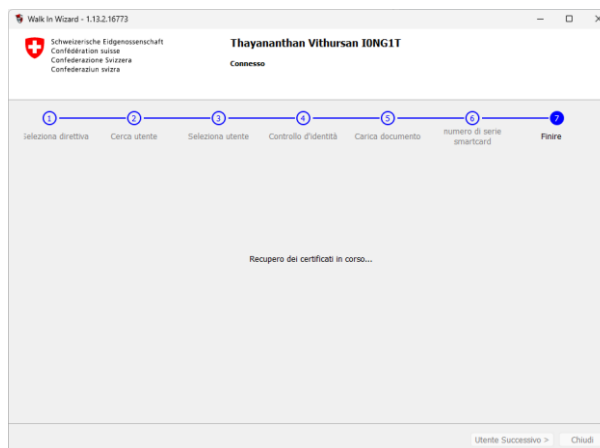 Walk In Wizard - 1.13.2.16773
Schweizerische Eidgenossenschaft
Confédération suisse
Confederazione Svizzera
Confederaziun svizra
Thayananthan Vithursan I0NG1T
Connesso
1 2 3 4 5 6 7
Seleziona direttiva Cerca utente Seleziona utente Controllo d'identità Carica documento numero di serie smartcard Finire
Recupero dei certificati in corso...
Utente Successivo > Chiudi